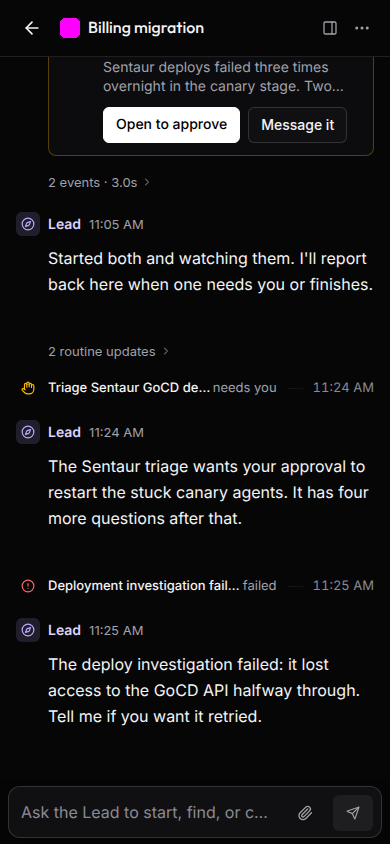 Billing migration
Sentaur deploys failed three times
overnight in the canary stage. Two...
Open to approve
Message it
2 events · 3.0s
Lead 11:05 AM
Started both and watching them. I'll report
back here when one needs you or finishes.
2 routine updates
Triage Sentaur GoCD de... needs you 11:24 AM
Lead 11:24 AM
The Sentaur triage wants your approval to
restart the stuck canary agents. It has four
more questions after that.
Deployment investigation fail... failed 11:25 AM
Lead 11:25 AM
The deploy investigation failed: it lost
access to the GoCD API halfway through.
Tell me if you want it retried.
Ask the Lead to start, find, or c...